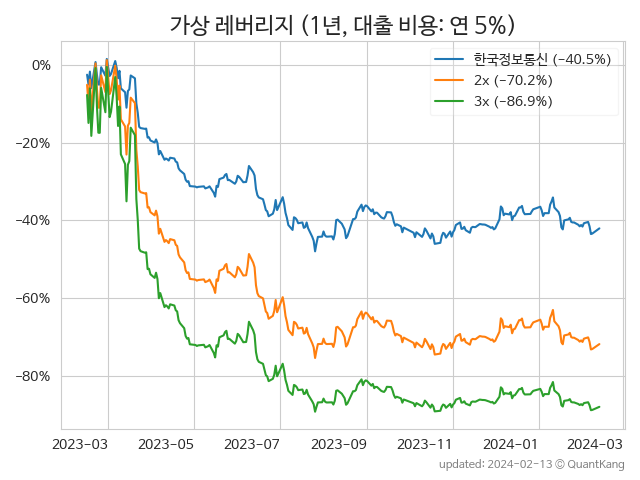 가상 레버리지 (1년, 대출 비용: 연 5%)
한국정보통신 (−40.5%)
2x (−70.2%)
3x (−86.9%)
0%
−20%
−40%
−60%
−80%
2023-03 2023-05 2023-07 2023-09 2023-11 2024-01 2024-03
updated: 2024-02-13 © QuantKang